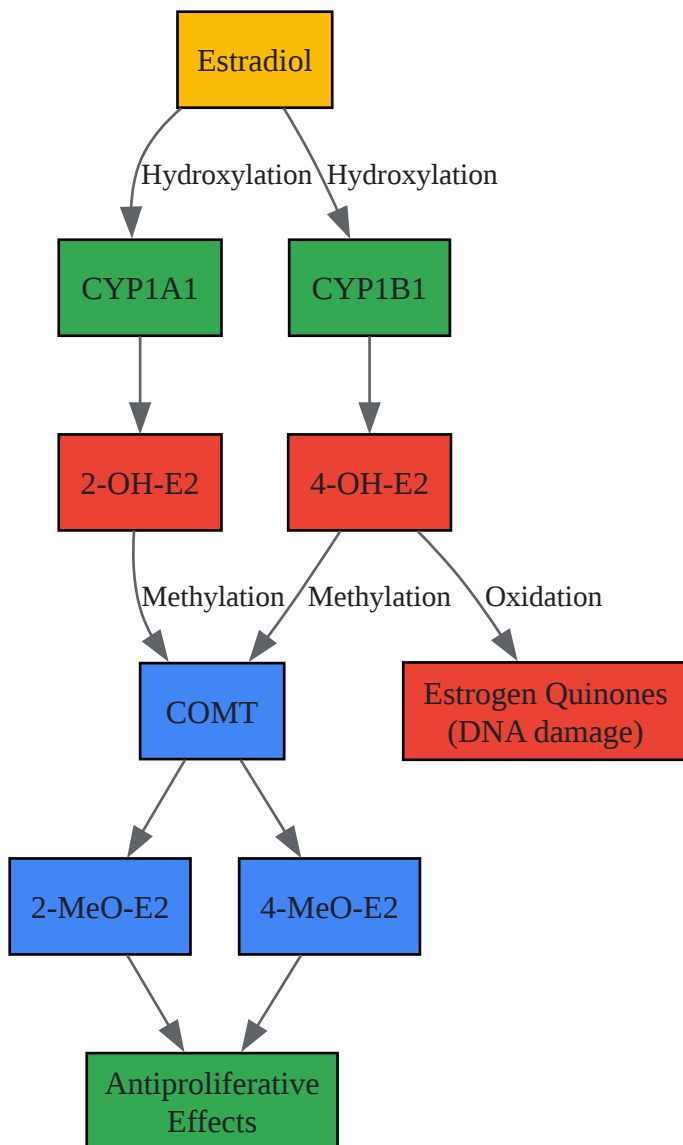 Estradiol
Hydroxylation
Hydroxylation
CYP1A1
CYP1B1
2-OH-E2
4-OH-E2
Methylation
Methylation
Oxidation
COMT
Estrogen Quinones
(DNA damage)
2-MeO-E2
4-MeO-E2
Antiproliferative
Effects